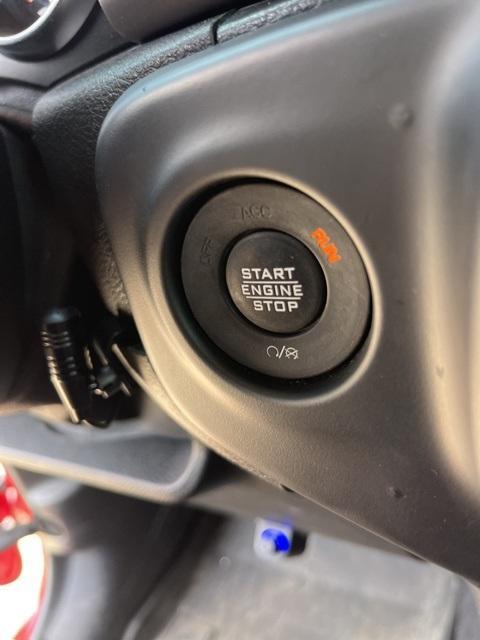 OFF
ACC
RUN
START
ENGINE
STOP